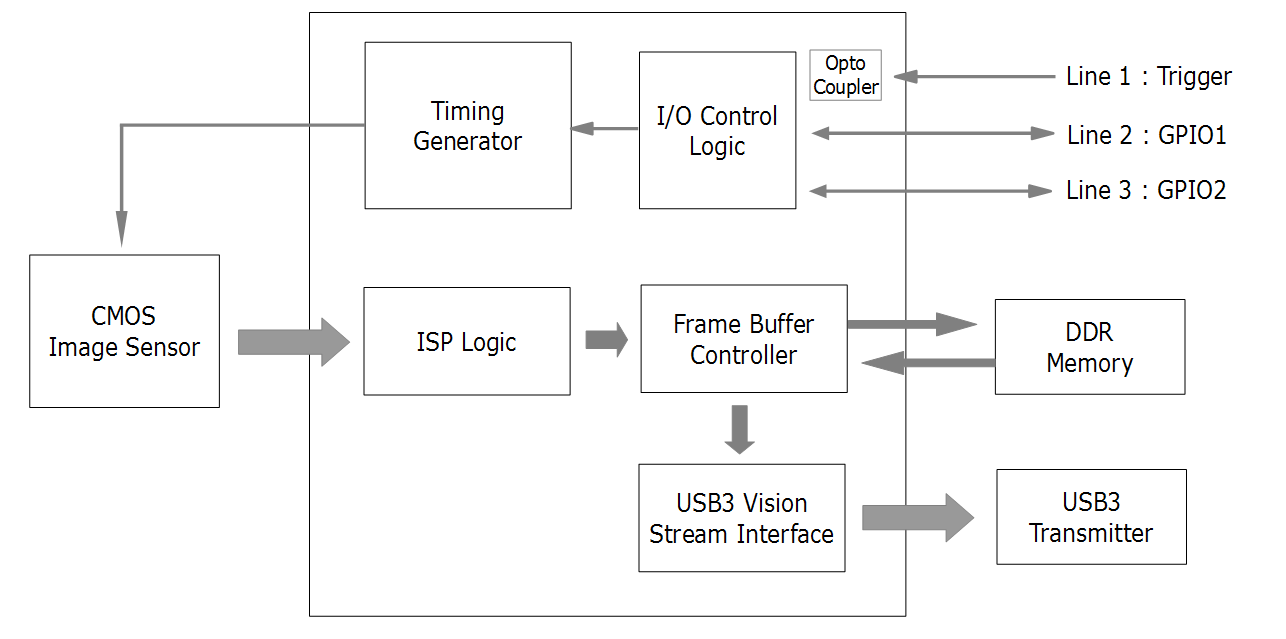 Timing
Generator
I/O Control
Logic
Opto
Coupler
Line 1 : Trigger
Line 2 : GPIO1
Line 3 : GPIO2
CMOS
Image Sensor
ISP Logic
Frame Buffer
Controller
DDR
Memory
USB3 Vision
Stream Interface
USB3
Transmitter